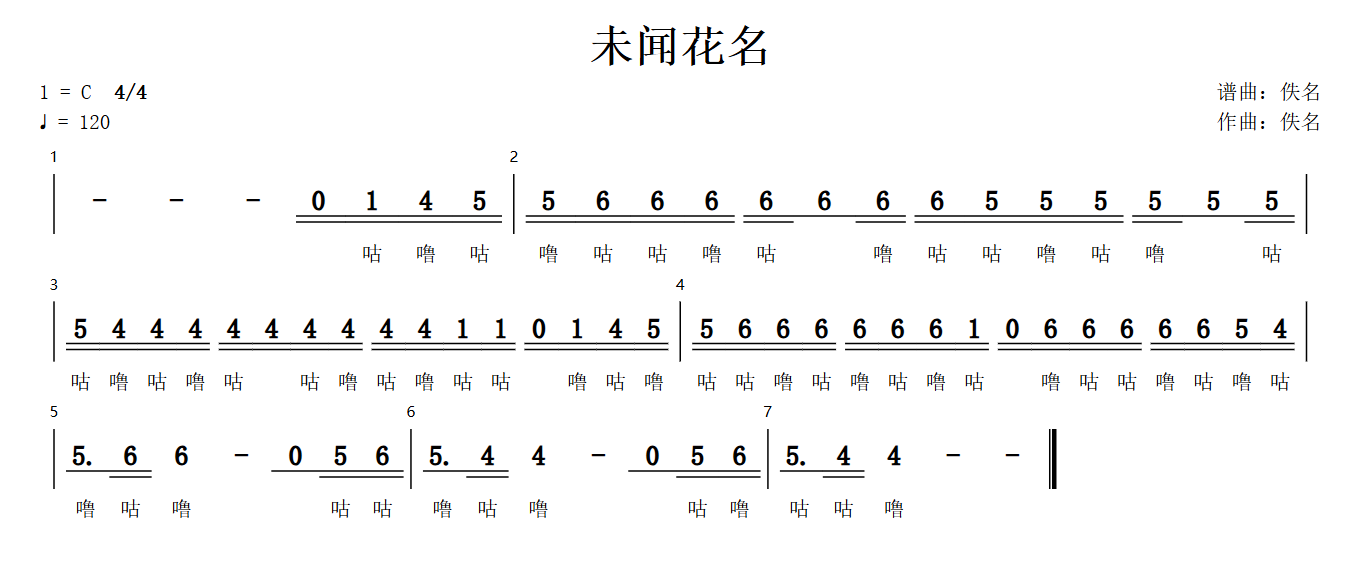 未闻花名
1 = C 4/4 谱曲：佚名
♩= 120 作曲：佚名
1 2
- - - 0 1 4 5 5 6 6 6 6 6 6 6 5 5 5 5 5 5
咕 噜 咕 噜 咕 咕 噜 咕 噜 咕 咕 噜 咕 噜 咕
3 4
5 4 4 4 4 4 4 4 4 4 1 1 0 1 4 5 5 6 6 6 6 6 6 1 0 6 6 6 6 6 5 4
咕 噜 咕 噜 咕 咕 噜 咕 噜 咕 咕 噜 咕 噜 咕 咕 噜 咕 噜 咕 噜 咕 噜 咕 咕 噜 咕 噜 咕
5 6 7
5. 6 6 - 0 5 6 5. 4 4 - 0 5 6 5. 4 4 - -
噜 咕 噜 咕 咕 噜 咕 噜 咕 噜 咕 咕 噜